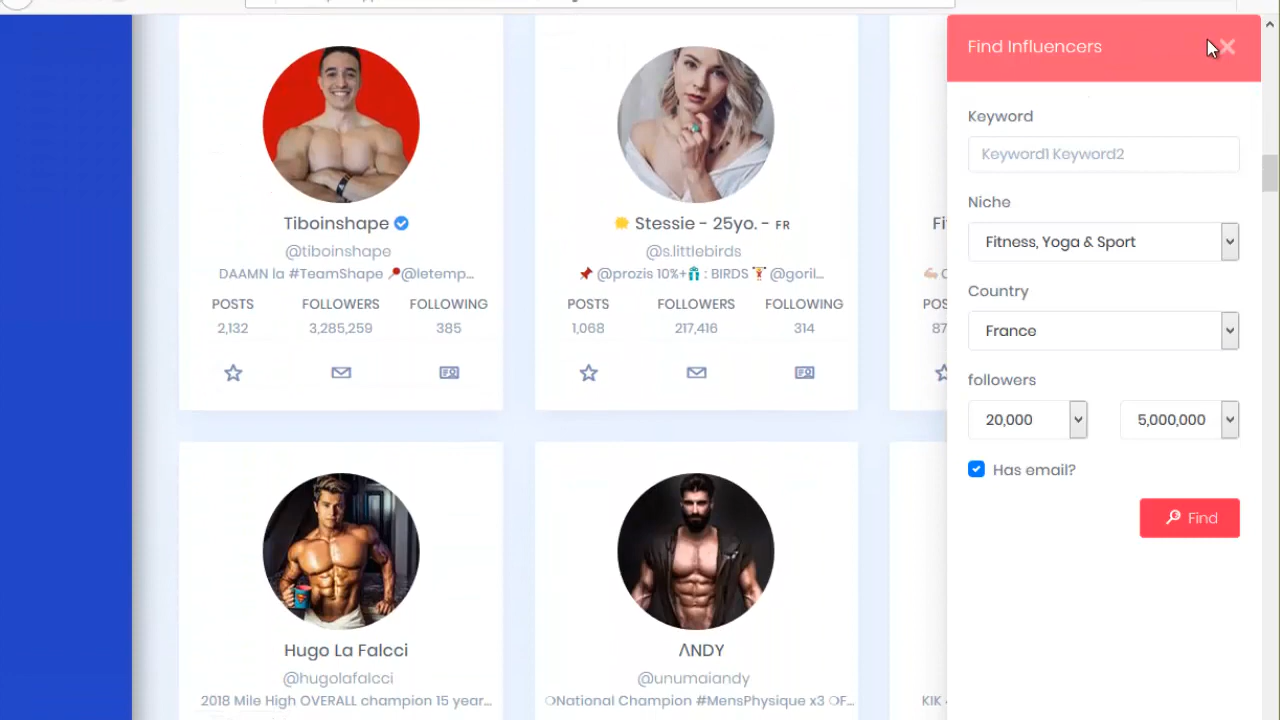 Tiboinshape
@tiboinshape
DAAMN la #TeamShape 📍@letemp...
POSTS FOLLOWERS FOLLOWING
2,132 3,285,259 385
Stessie - 25yo. - FR
@s.littlebirds
📌 @prozis 10%+🎁 : BIRDS 🏋 @goril...
POSTS FOLLOWERS FOLLOWING
1,068 217,416 314
Hugo La Falcci
@hugolafalcci
2018 Mile High OVERALL champion 15 year...
ΛNDY
@unumaiandy
❍National Champion #MensPhysique x3 ❍F...
KIK
Find Influencers
Keyword
Keyword1 Keyword2
Niche
Fitness, Yoga & Sport
Country
France
followers
20,000 5,000,000
Has email?
Find